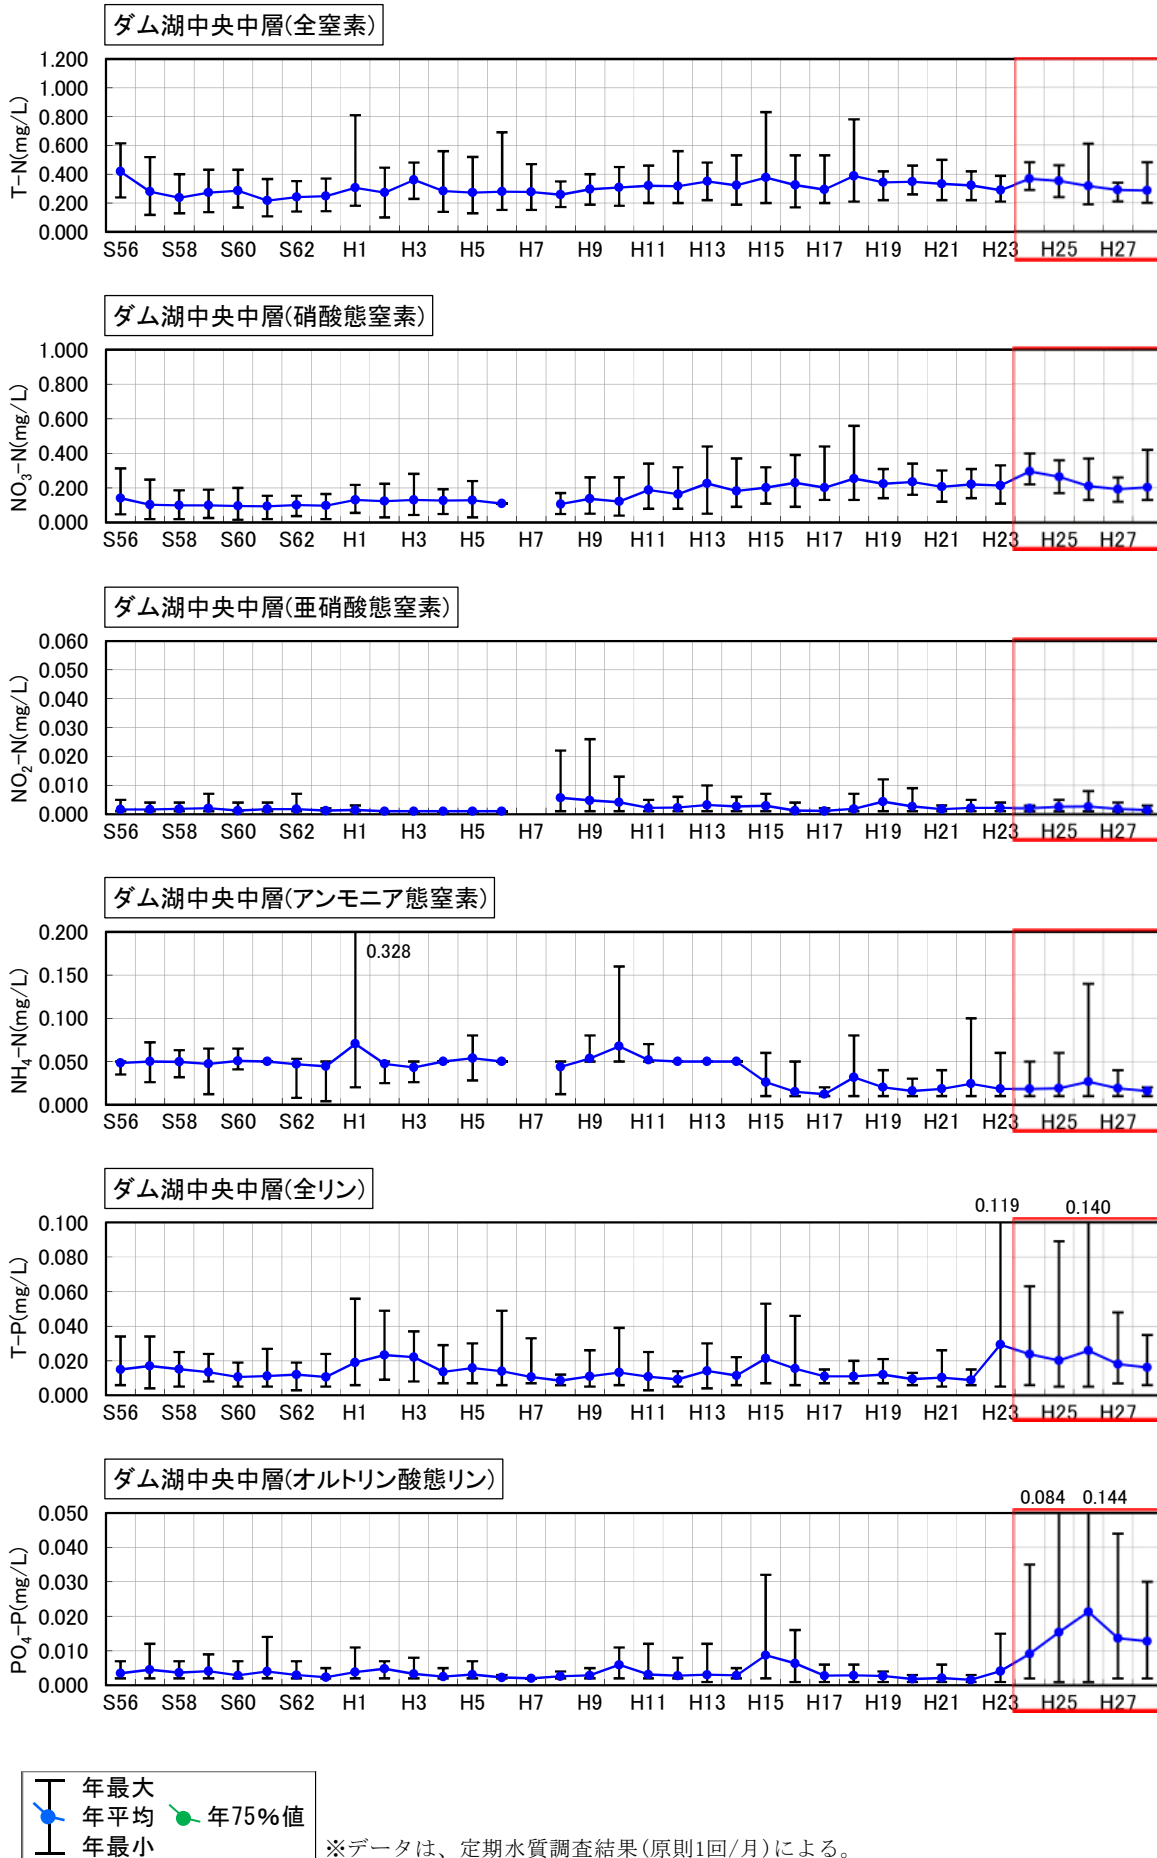 ダム湖中央中層(全窒素)
T-N(mg/L)
1.200
1.000
0.800
0.600
0.400
0.200
0.000
S56 S58 S60 S62 H1 H3 H5 H7 H9 H11 H13 H15 H17 H19 H21 H23 H25 H27
ダム湖中央中層(硝酸態窒素)
NO₃-N(mg/L)
1.000
0.800
0.600
0.400
0.200
0.000
S56 S58 S60 S62 H1 H3 H5 H7 H9 H11 H13 H15 H17 H19 H21 H23 H25 H27
ダム湖中央中層(亜硝酸態窒素)
NO₂-N(mg/L)
0.060
0.050
0.040
0.030
0.020
0.010
0.000
S56 S58 S60 S62 H1 H3 H5 H7 H9 H11 H13 H15 H17 H19 H21 H23 H25 H27
ダム湖中央中層(アンモニア態窒素)
NH₄-N(mg/L)
0.200
0.150
0.100
0.050
0.000
0.328
S56 S58 S60 S62 H1 H3 H5 H7 H9 H11 H13 H15 H17 H19 H21 H23 H25 H27
ダム湖中央中層(全リン)
T-P(mg/L)
0.119 0.140
0.100
0.080
0.060
0.040
0.020
0.000
S56 S58 S60 S62 H1 H3 H5 H7 H9 H11 H13 H15 H17 H19 H21 H23 H25 H27
ダム湖中央中層(オルトリン酸態リン)
PO₄-P(mg/L)
0.084 0.144
0.050
0.040
0.030
0.020
0.010
0.000
S56 S58 S60 S62 H1 H3 H5 H7 H9 H11 H13 H15 H17 H19 H21 H23 H25 H27
年最大
年平均 年75%値
年最小
※データは、定期水質調査結果(原則1回/月)による。